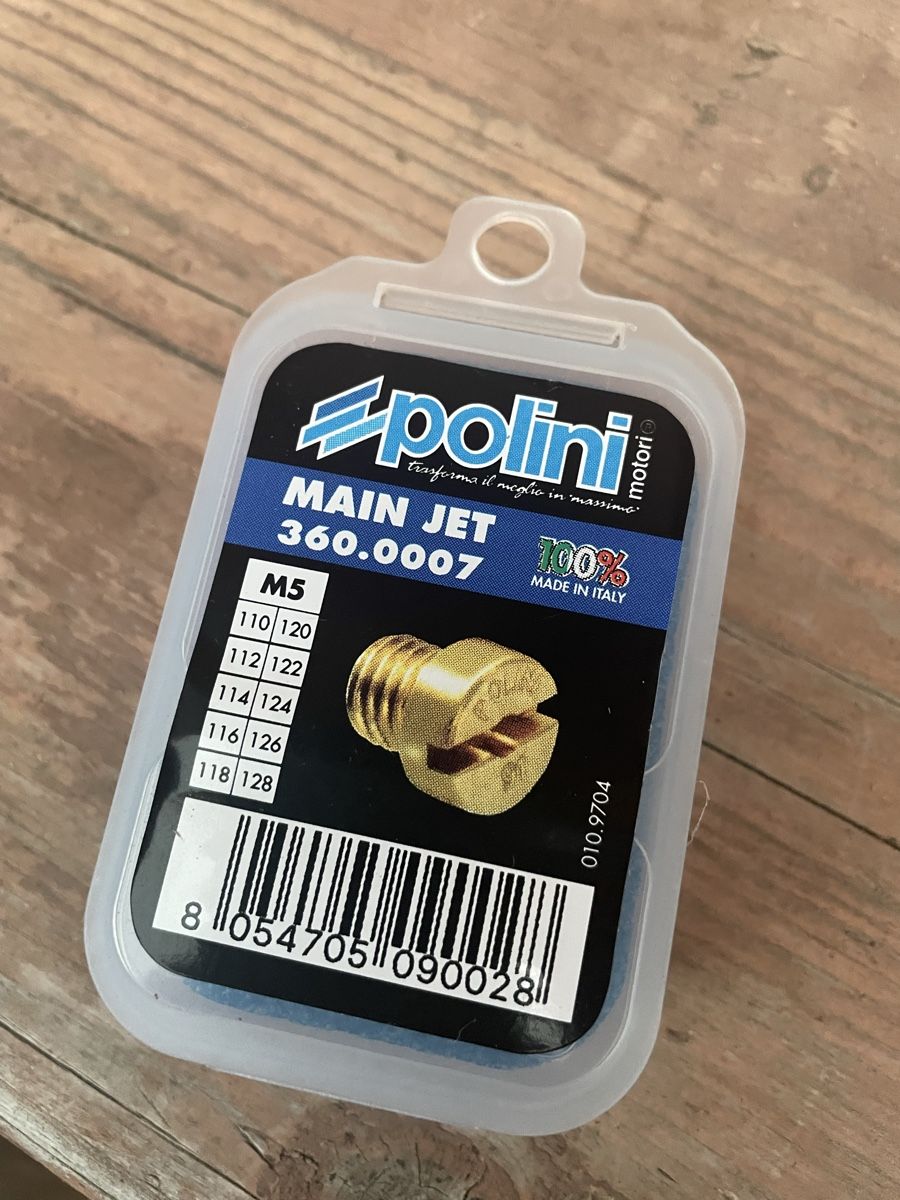 polini
motori®
trasforma il meglio in "massimo"
MAIN JET
360.0007
100%
MADE IN ITALY
M5
110 120
112 122
114 124
116 126
118 128
POLINI
010.9704
8 054705 090028